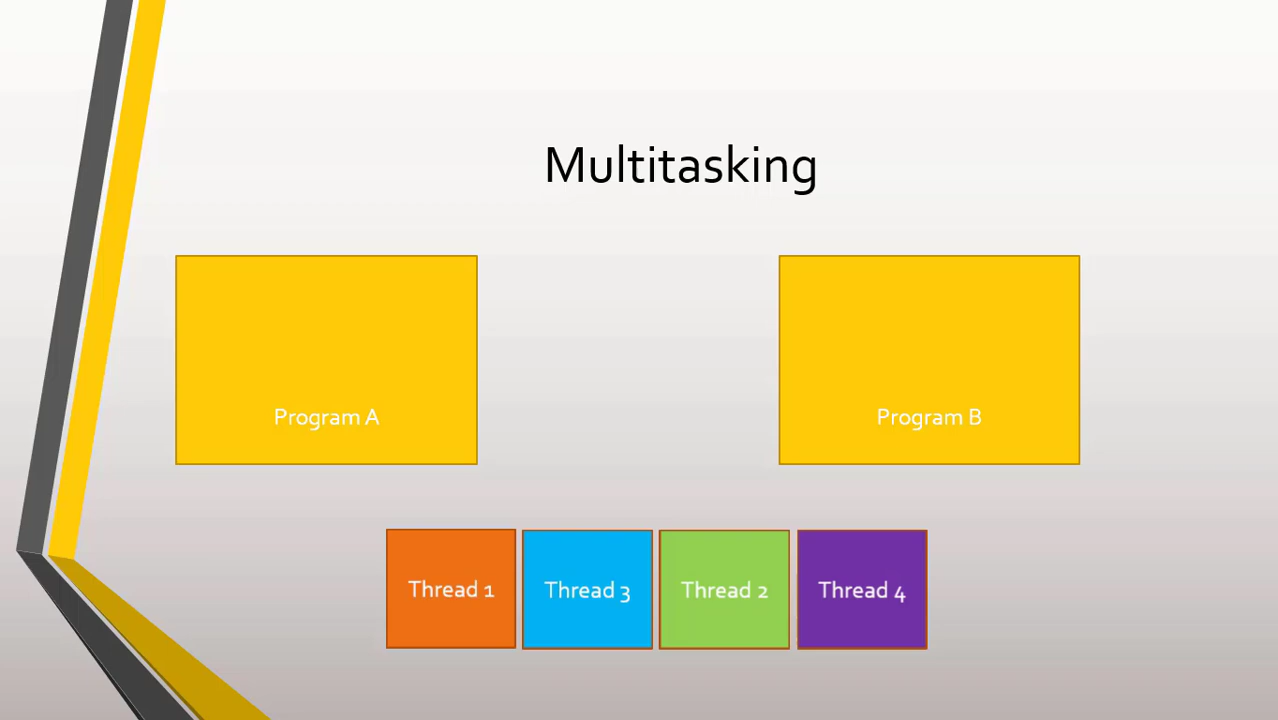 Multitasking
Program A
Program B
Thread 1
Thread 3
Thread 2
Thread 4